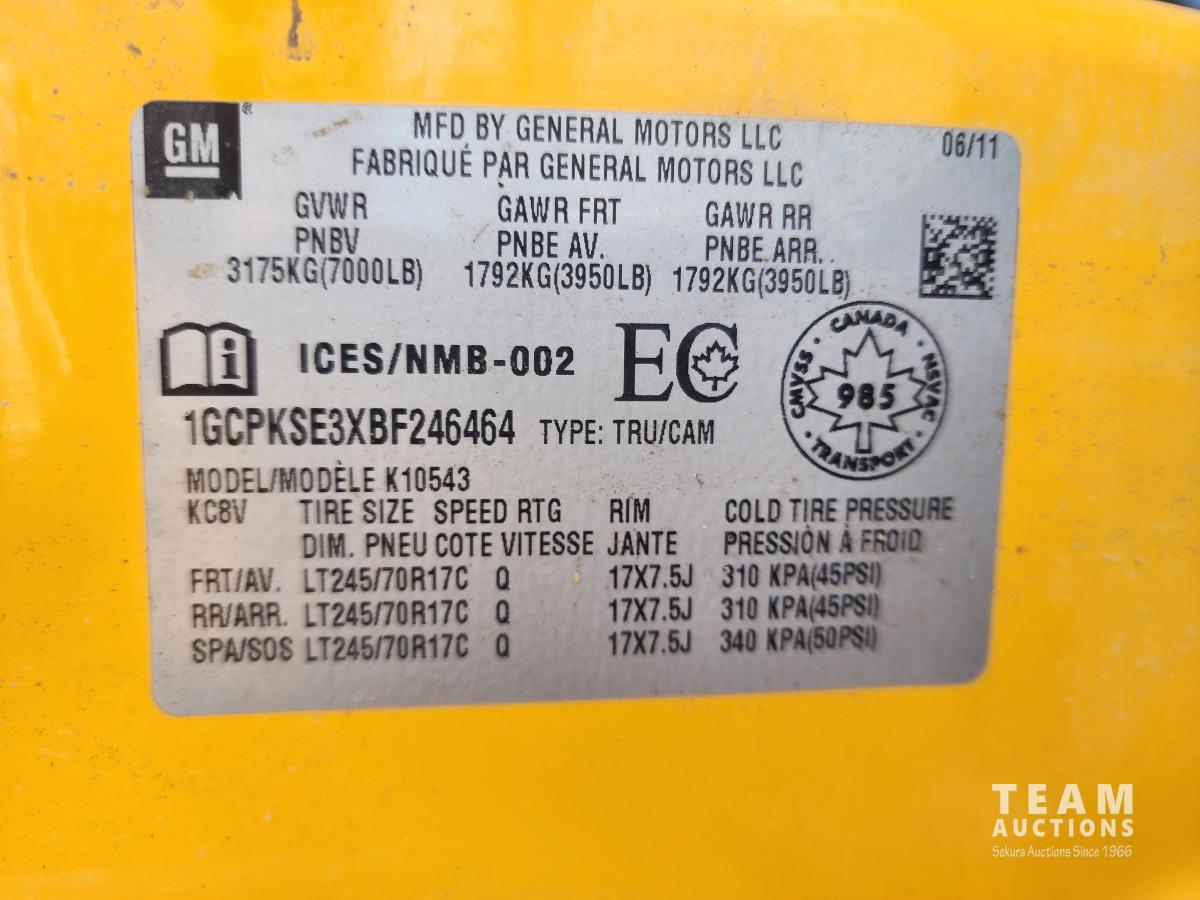 GM ®
MFD BY GENERAL MOTORS LLC 06/11
FABRIQUÉ PAR GENERAL MOTORS LLC
GVWR GAWR FRT GAWR RR
PNBV PNBE AV. PNBE ARR.
3175KG(7000LB) 1792KG(3950LB) 1792KG(3950LB)
i ICES/NMB-002 EC
CANADA
CMVSS 985 NSVAC
TRANSPORT
1GCPKSE3XBF246464 TYPE: TRU/CAM
MODEL/MODÈLE K10543
KC8V TIRE SIZE SPEED RTG RIM COLD TIRE PRESSURE
DIM. PNEU COTE VITESSE JANTE PRESSION À FROID
FRT/AV. LT245/70R17C Q 17X7.5J 310 KPA(45PSI)
RR/ARR. LT245/70R17C Q 17X7.5J 310 KPA(45PSI)
SPA/SOS LT245/70R17C Q 17X7.5J 340 KPA(50PSI)
TEAM
AUCTIONS
Sekura Auctions Since 1966